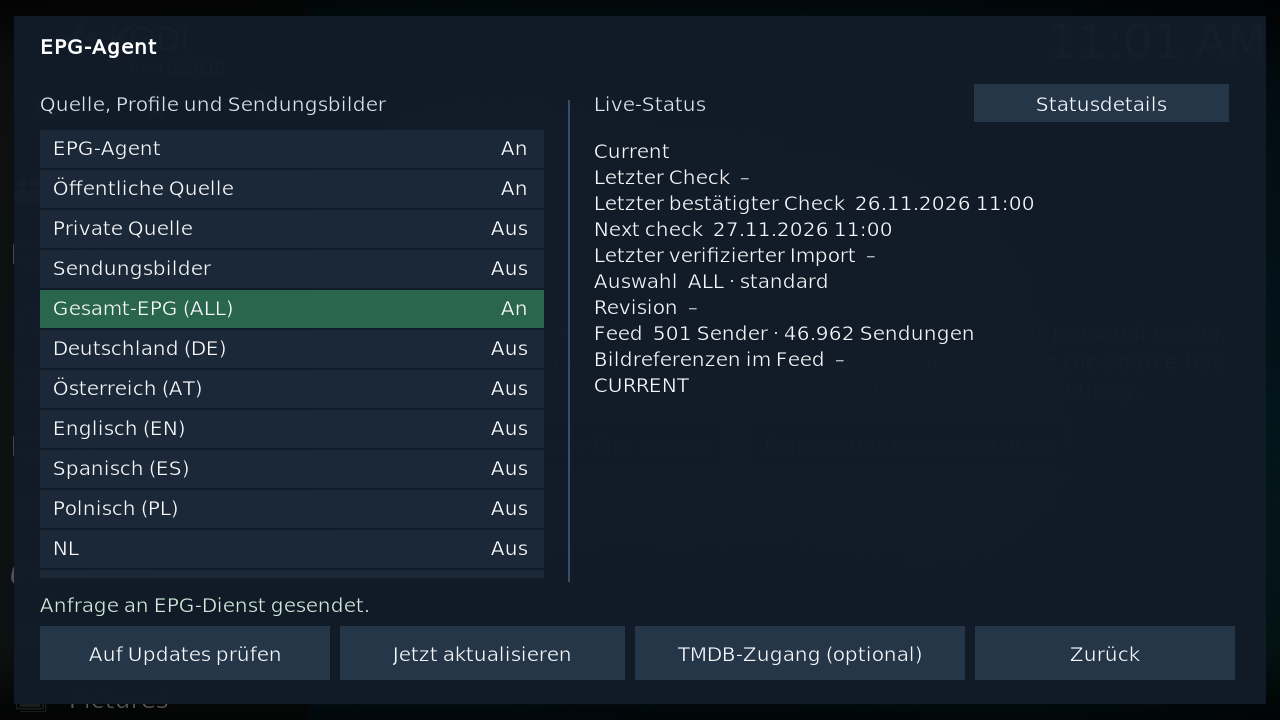 EPG-Agent
11:01 AM
Quelle, Profile und Sendungsbilder
EPG-Agent An
Öffentliche Quelle An
Private Quelle Aus
Sendungsbilder Aus
Gesamt-EPG (ALL) An
Deutschland (DE) Aus
Österreich (AT) Aus
Englisch (EN) Aus
Spanisch (ES) Aus
Polnisch (PL) Aus
NL Aus
Live-Status
Statusdetails
Current
Letzter Check –
Letzter bestätigter Check 26.11.2026 11:00
Next check 27.11.2026 11:00
Letzter verifizierter Import –
Auswahl ALL · standard
Revision –
Feed 501 Sender · 46.962 Sendungen
Bildreferenzen im Feed –
CURRENT
Anfrage an EPG-Dienst gesendet.
Auf Updates prüfen
Jetzt aktualisieren
TMDB-Zugang (optional)
Zurück
Pictures